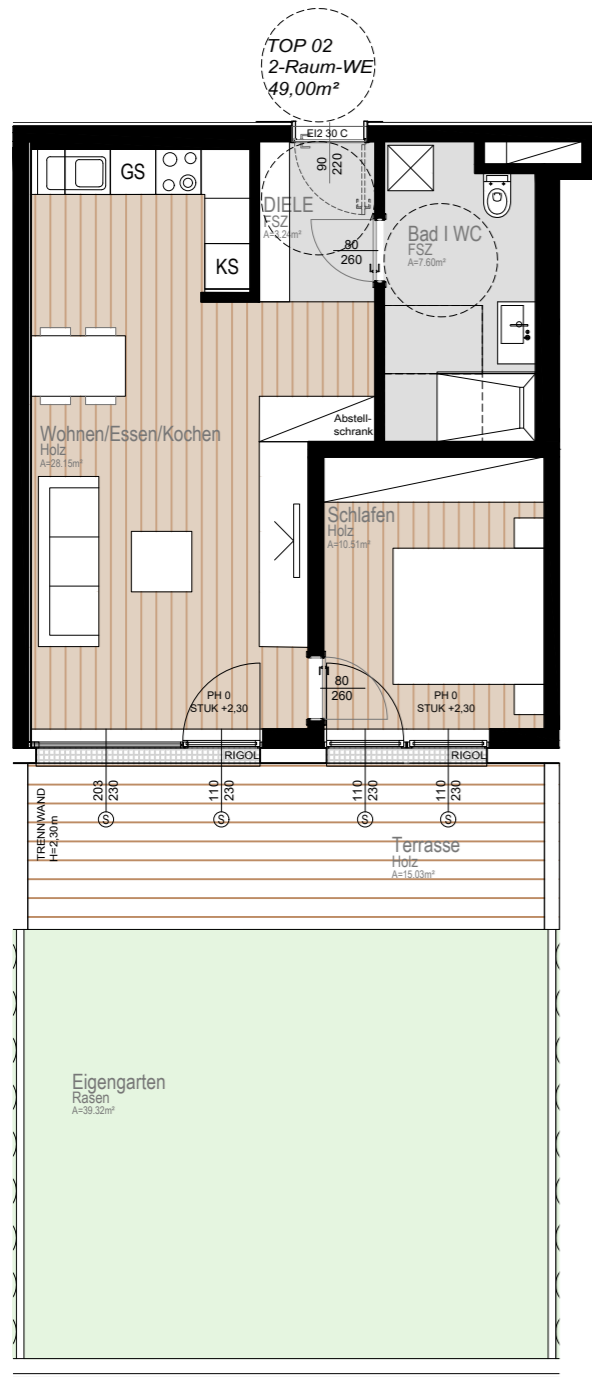 TOP 02
2-Raum-WE
49,00m²
EI2 30 C
90
220
GS
KS
DIELE
FSZ
A=3.24m²
80
260
Bad I WC
FSZ
A=7.60m²
Abstell-
schrank
Wohnen/Essen/Kochen
Holz
A=28.15m²
Schlafen
Holz
A=10.51m²
80
260
PH 0
STUK +2,30
PH 0
STUK +2,30
RIGOL
RIGOL
TRENNWAND
H=2,30m
203
230
S
110
230
S
110
230
S
110
230
S
Terrasse
Holz
A=15.03m²
Eigengarten
Rasen
A=39.32m²